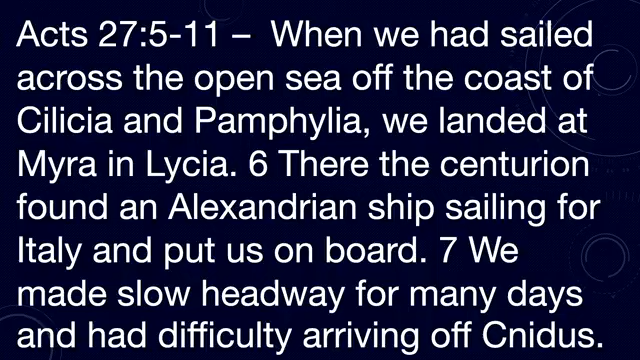 Acts 27:5-11 –  When we had sailed
across the open sea off the coast of
Cilicia and Pamphylia, we landed at
Myra in Lycia. 6 There the centurion
found an Alexandrian ship sailing for
Italy and put us on board. 7 We
made slow headway for many days
and had difficulty arriving off Cnidus.